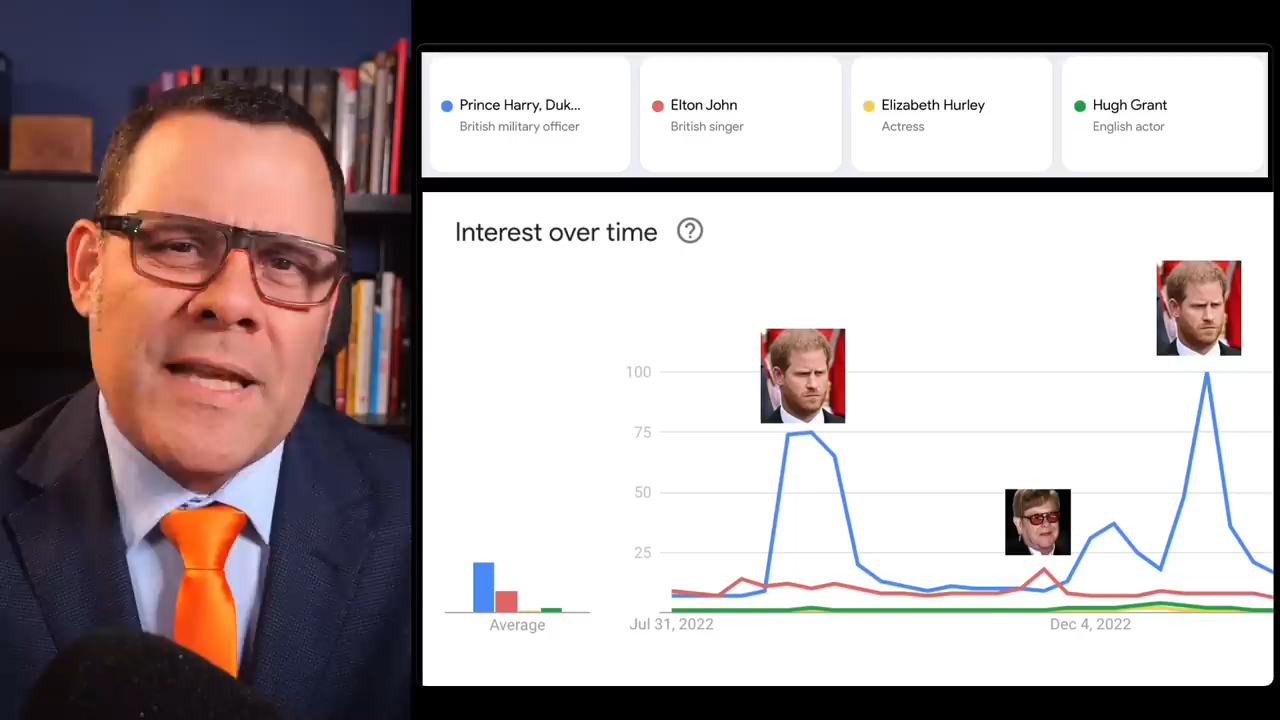 Prince Harry, Duk...
British military officer
Elton John
British singer
Elizabeth Hurley
Actress
Hugh Grant
English actor
Interest over time
?
100
75
50
25
Average
Jul 31, 2022
Dec 4, 2022